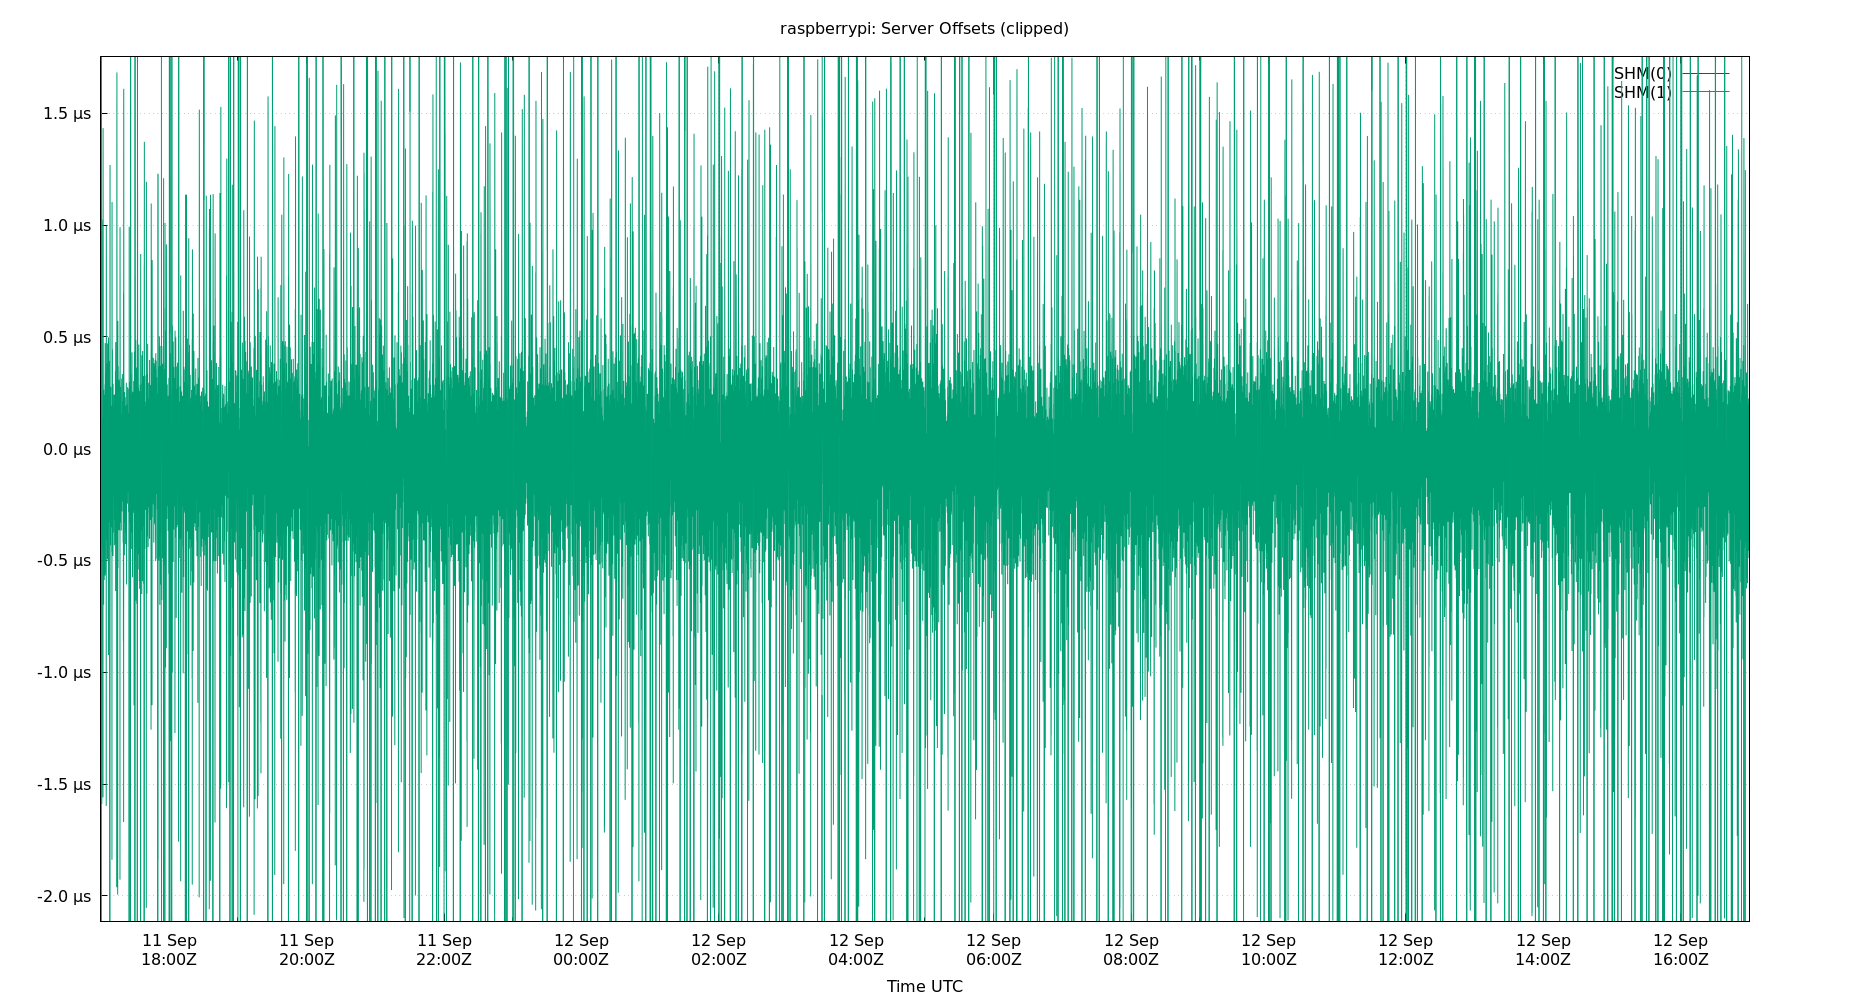 raspberrypi: Server Offsets (clipped)
SHM(0)
SHM(1)
1.5 µs
1.0 µs
0.5 µs
0.0 µs
-0.5 µs
-1.0 µs
-1.5 µs
-2.0 µs
11 Sep 11 Sep 11 Sep 12 Sep 12 Sep 12 Sep 12 Sep 12 Sep 12 Sep 12 Sep 12 Sep 12 Sep
18:00Z 20:00Z 22:00Z 00:00Z 02:00Z 04:00Z 06:00Z 08:00Z 10:00Z 12:00Z 14:00Z 16:00Z
Time UTC